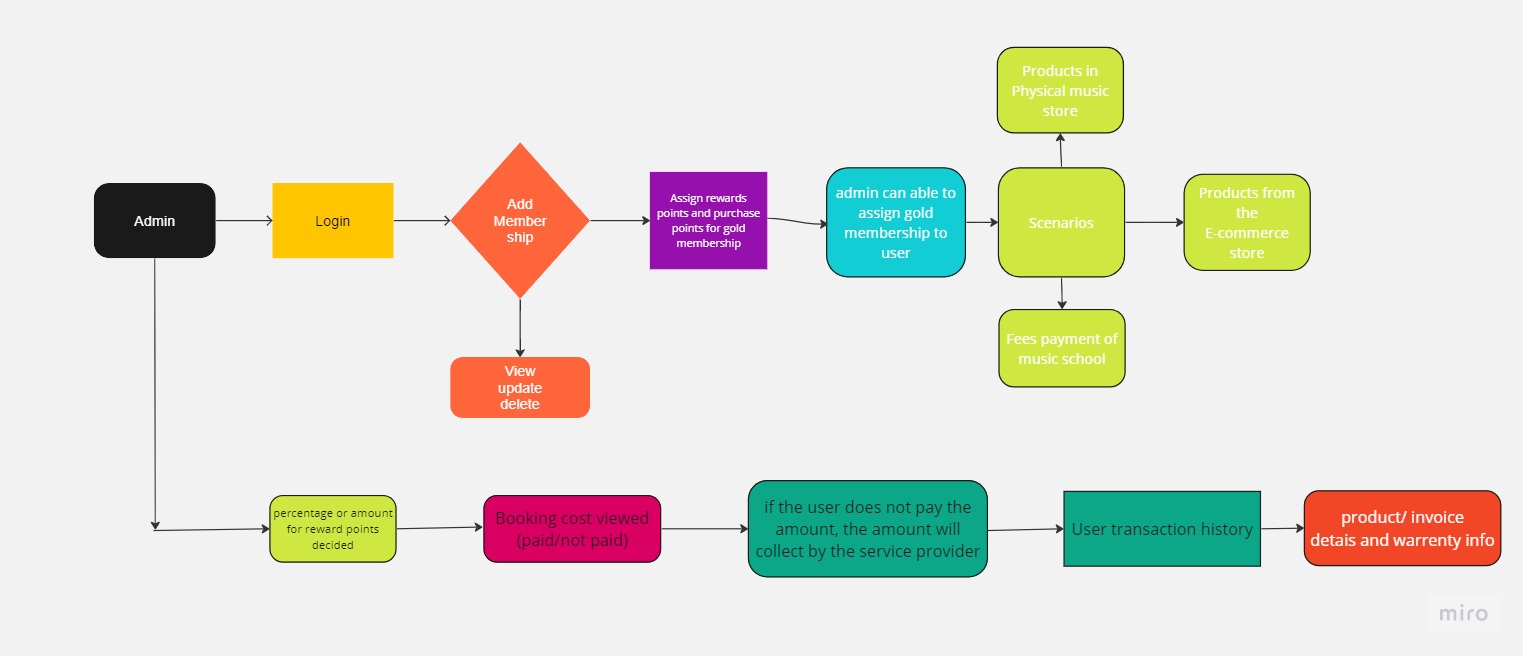 Products in
Physical music
store
Admin
Login
Add
Member
ship
Assign rewards
points and purchase
points for gold
membership
admin can able to
assign gold
membership to
user
Scenarios
Products from
the
E-commerce
store
Fees payment of
music school
View
update
delete
percentage or amount
for reward points
decided
Booking cost viewed
(paid/not paid)
if the user does not pay the
amount, the amount will
collect by the service provider
User transaction history
product/ invoice
detais and warrenty info
miro